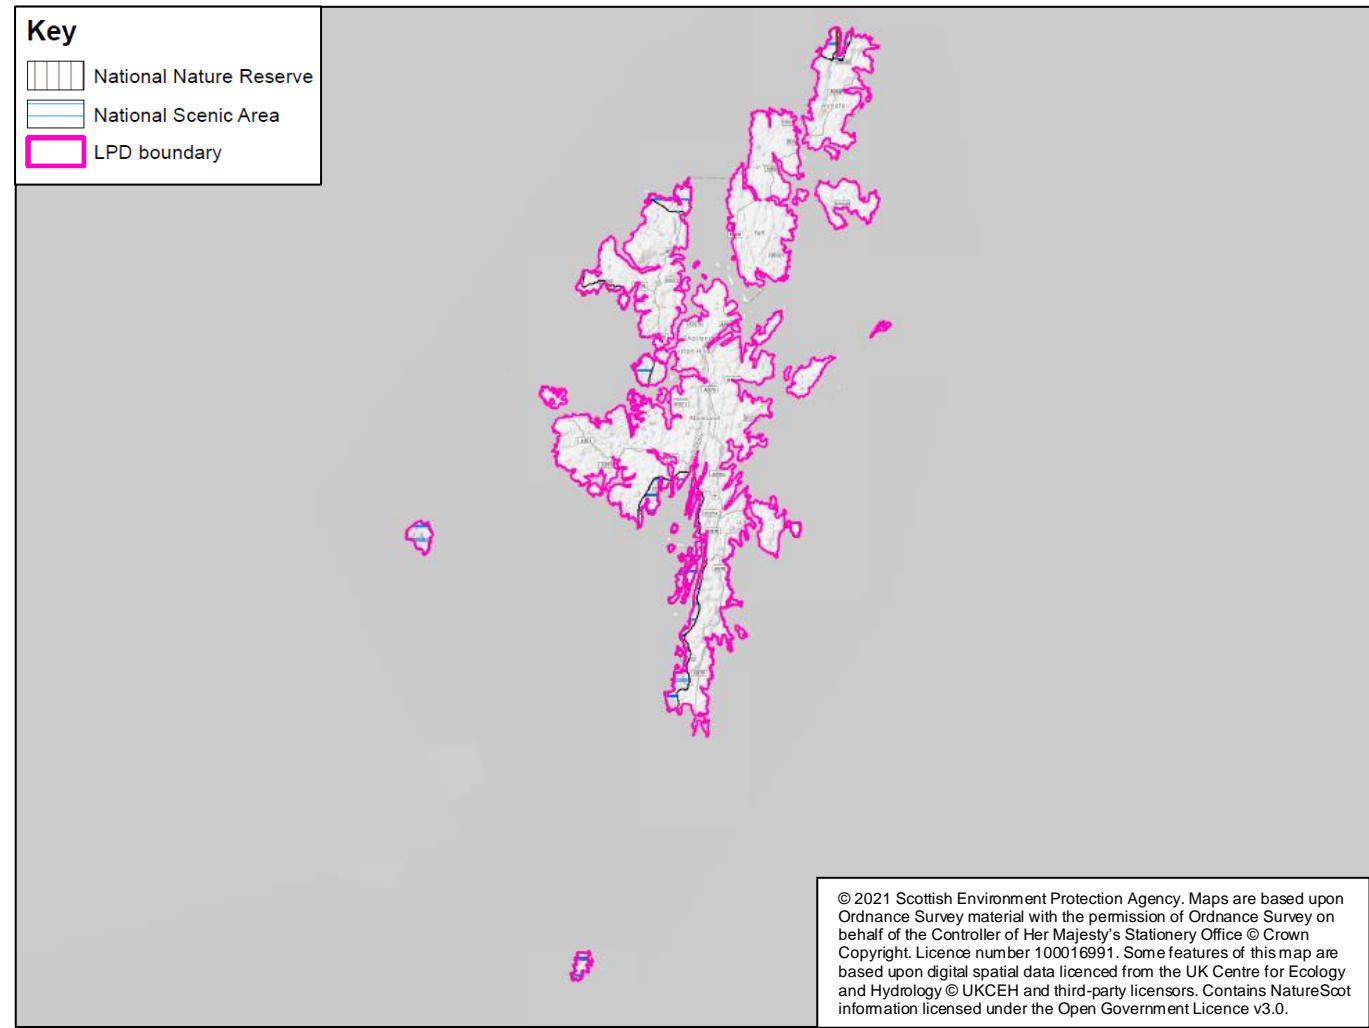 Key
National Nature Reserve
National Scenic Area
LPD boundary
© 2021 Scottish Environment Protection Agency. Maps are based upon
Ordnance Survey material with the permission of Ordnance Survey on
behalf of the Controller of Her Majesty's Stationery Office © Crown
Copyright. Licence number 100016991. Some features of this map are
based upon digital spatial data licenced from the UK Centre for Ecology
and Hydrology © UKCEH and third-party licensors. Contains NatureScot
information licensed under the Open Government Licence v3.0.